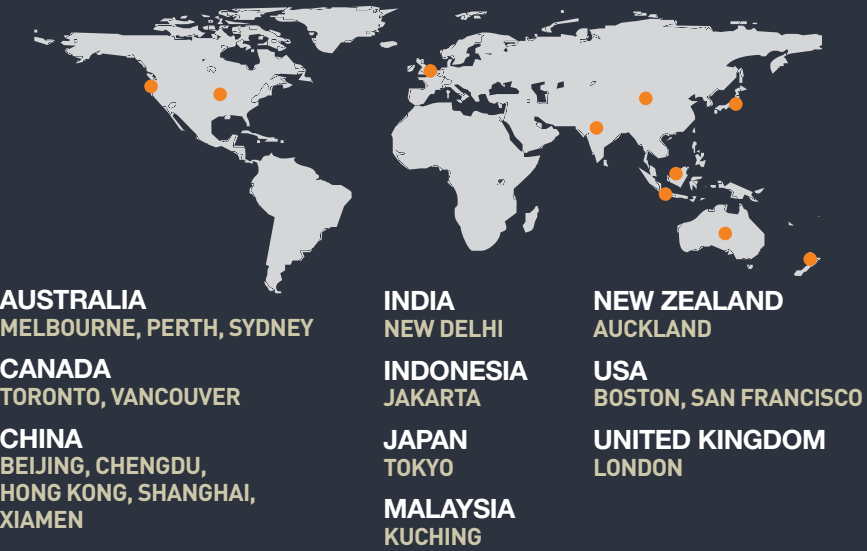 AUSTRALIA
MELBOURNE, PERTH, SYDNEY
CANADA
TORONTO, VANCOUVER
CHINA
BEIJING, CHENGDU,
HONG KONG, SHANGHAI,
XIAMEN
INDIA
NEW DELHI
INDONESIA
JAKARTA
JAPAN
TOKYO
MALAYSIA
KUCHING
NEW ZEALAND
AUCKLAND
USA
BOSTON, SAN FRANCISCO
UNITED KINGDOM
LONDON